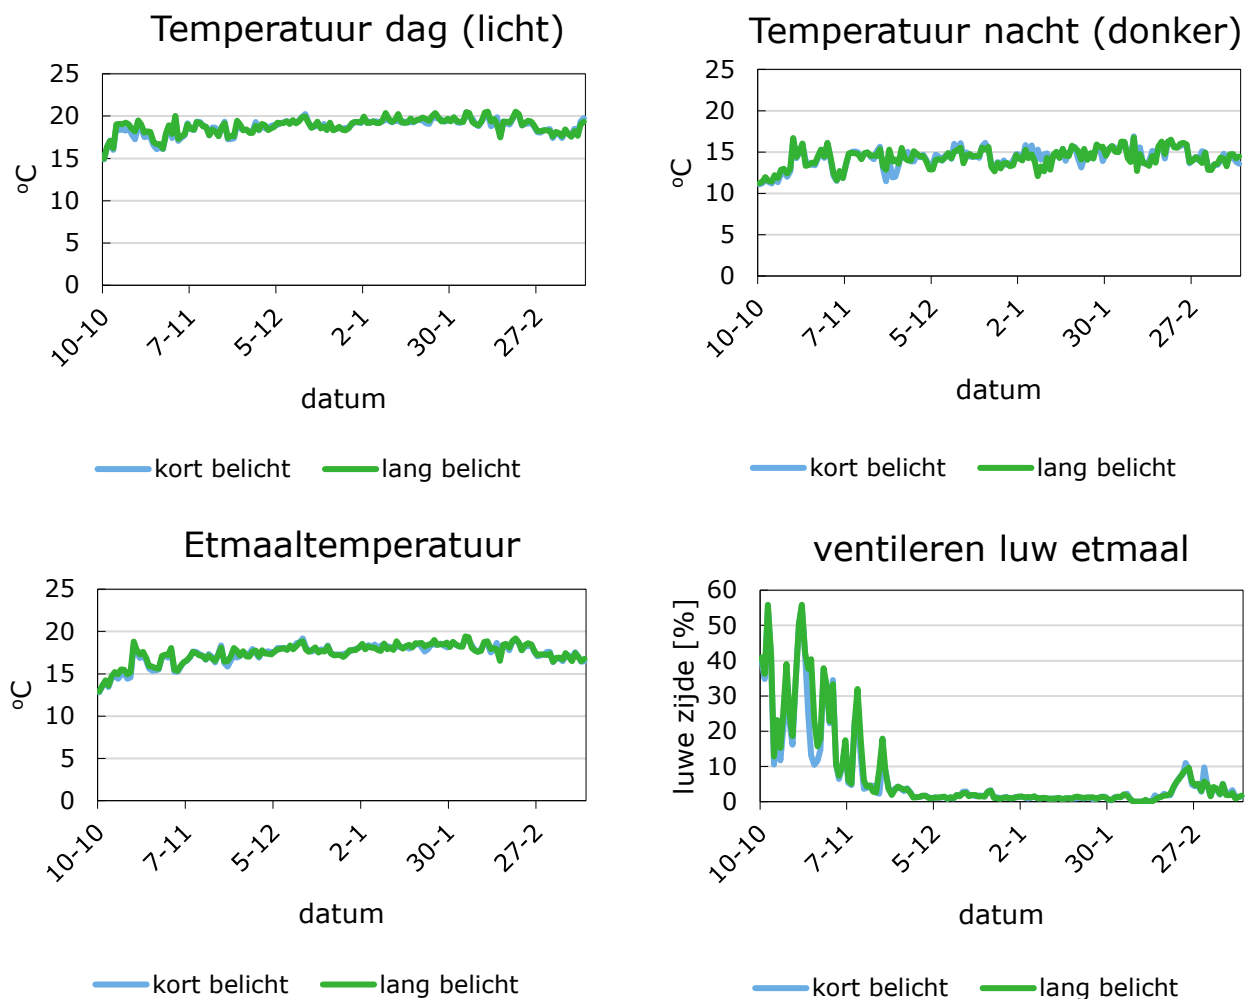 Temperatuur dag (licht)
25
20
15
10
5
0
oC
10-10
7-11
5-12
2-1
30-1
27-2
datum
kort belicht
lang belicht
Temperatuur nacht (donker)
25
20
15
10
5
0
oC
10-10
7-11
5-12
2-1
30-1
27-2
datum
kort belicht
lang belicht
Etmaaltemperatuur
25
20
15
10
5
0
oC
10-10
7-11
5-12
2-1
30-1
27-2
datum
kort belicht
lang belicht
ventileren luw etmaal
60
50
40
30
20
10
0
luwe zijde [%]
10-10
7-11
5-12
2-1
30-1
27-2
datum
kort belicht
lang belicht